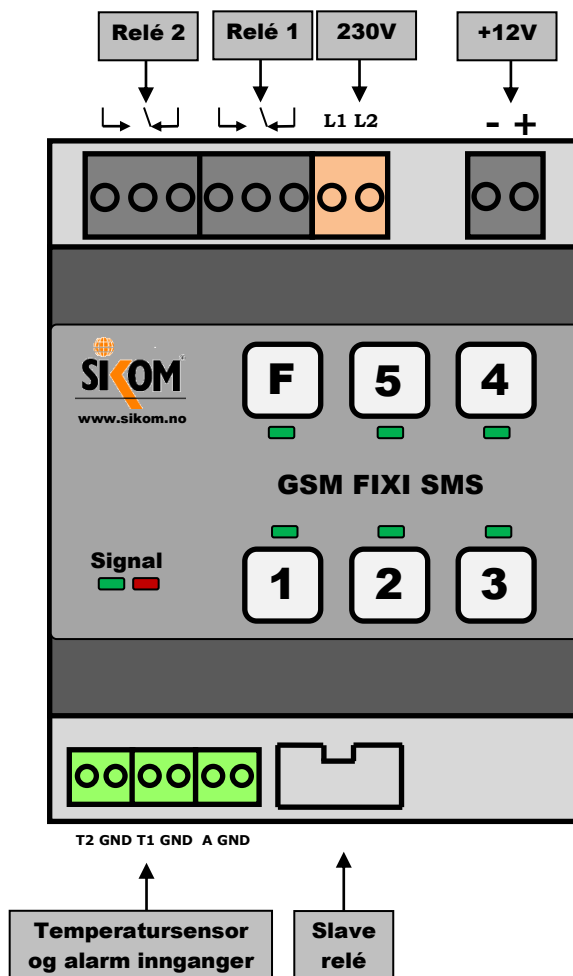 Relé 2 Relé 1 230V +12V
L1 L2 - +
SIKOM
www.sikom.no
F 5 4
GSM FIXI SMS
Signal
1 2 3
T2 GND T1 GND A GND
Temperatursensor
og alarm innganger
Slave
relé